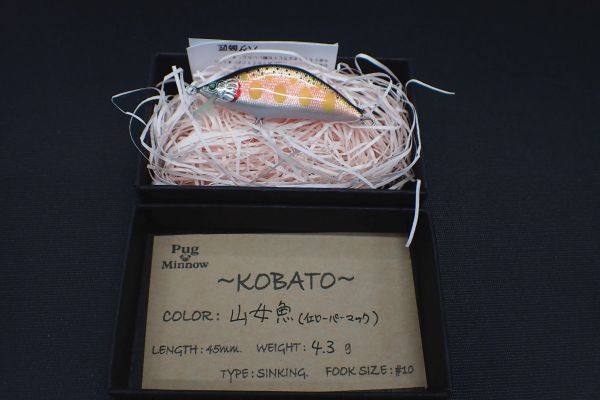 Pug
Minnow
~KOBATO~
COLOR: 山女魚(イエローパーマック)
LENGTH: 45mm. WEIGHT: 4.3 g
TYPE: SINKING. FOOK SIZE: #10